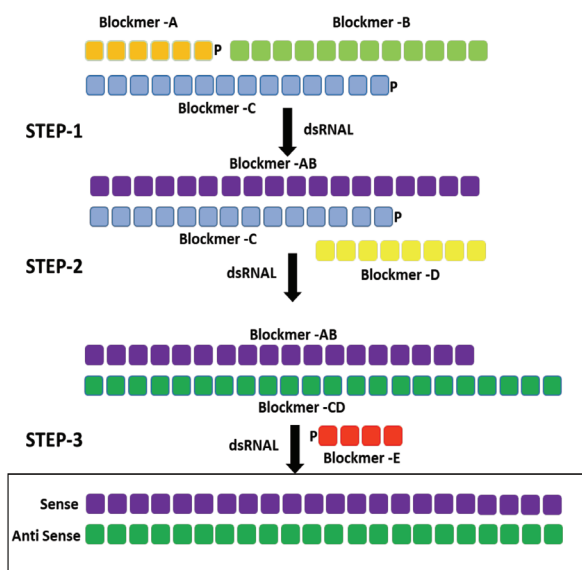 Blockmer -A
Blockmer -B
P
P
Blockmer -C
STEP-1
dsRNAL
Blockmer -AB
P
Blockmer -C
STEP-2
dsRNAL
Blockmer -D
Blockmer -AB
Blockmer -CD
STEP-3
dsRNAL
P
Blockmer -E
Sense
Anti Sense